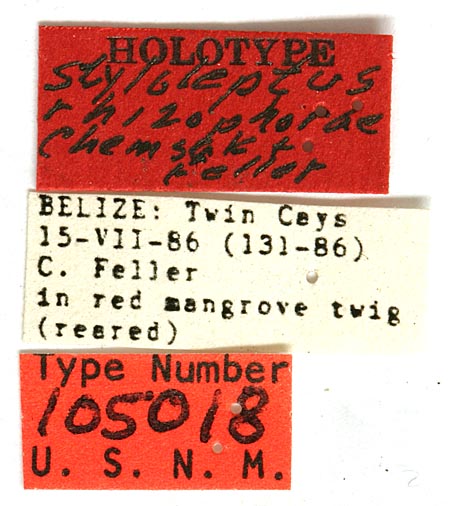 HOLOTYPE
Styloleptus
rhizophorae
Chemsak &
Feller
BELIZE: Twin Cays
15-VII-86 (131-86)
C. Feller
in red mangrove twig
(reared)
Type Number
105018
U. S. N. M.